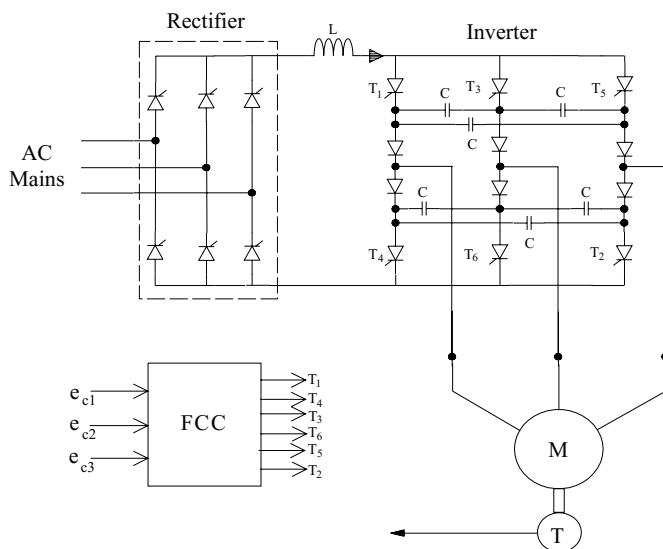 Rectifier
L
Inverter
T1
T3
T5
C
C
C
AC
Mains
C
C
C
T4
T6
T2
ec1
ec2
ec3
FCC
T1
T4
T3
T6
T5
T2
M
T